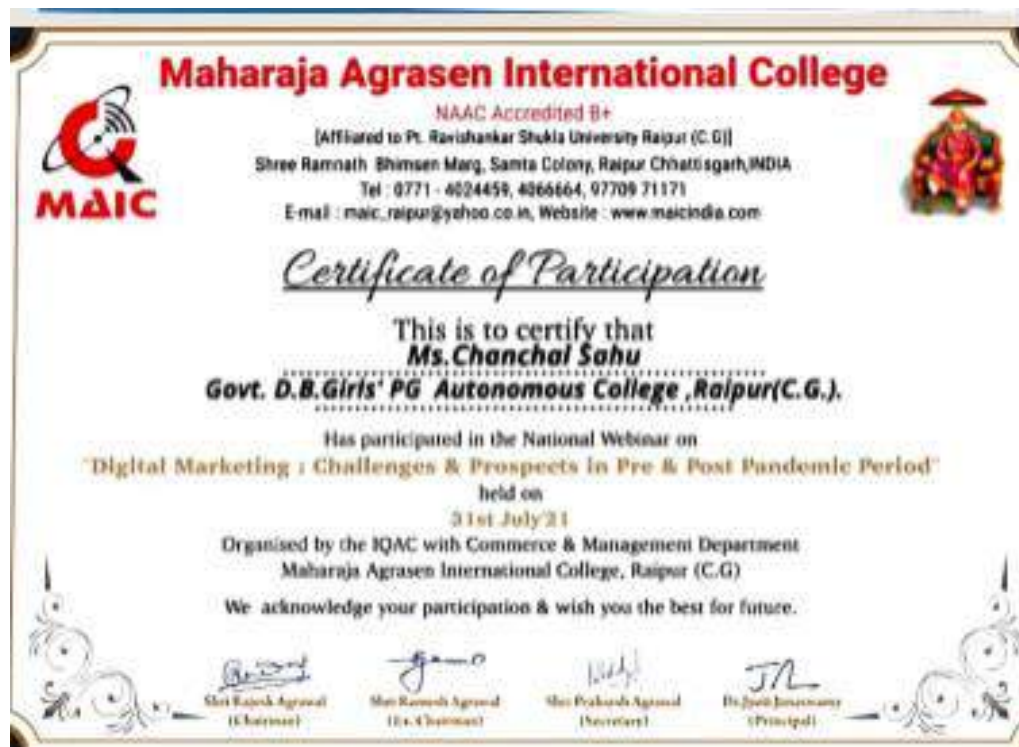 Maharaja Agrasen International College
NAAC Accredited B+
[Affiliated to Pt. Ravishankar Shukla University Raipur (C.G)]
Shree Ramnath Bhimsen Marg, Samta Colony, Raipur Chhattisgarh,INDIA
Tel : 0771 - 4024459, 4066664, 97709 71171
E-mail : maic_raipur@yahoo.co.in, Website : www.maicindia.com
MAIC
Certificate of Participation
This is to certify that
Ms.Chanchal Sahu
Govt. D.B.Girls' PG Autonomous College ,Raipur(C.G.).
Has participated in the National Webinar on
"Digital Marketing : Challenges & Prospects in Pre & Post Pandemic Period"
held on
31st July'21
Organised by the IQAC with Commerce & Management Department
Maharaja Agrasen International College, Raipur (C.G)
We acknowledge your participation & wish you the best for future.
Shri Rajesh Agrawal Shri Ramesh Agrawal Shri Prakash Agrawal Dr.Jyoti
(Chairman) (Ex. Chairman) (Secretary) (Principal)